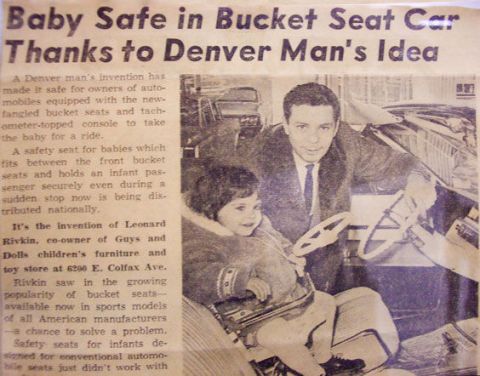 Baby Safe in Bucket Seat Car
Thanks to Denver Man's Idea
A Denver man's invention has
made it safe for owners of auto-
mobiles equipped with the new-
fangled bucket seats and tach-
ometer-topped console to take
the baby for a ride.
A safety seat for babies which
fits between the front bucket
seats and holds an infant pas-
senger securely even during a
sudden stop now is being dis-
tributed nationally.
It's the invention of Leonard
Rivkin, co-owner of Guys and
Dolls children's furniture and
toy store at 6200 E. Colfax Ave.
Rivkin saw in the growing
popularity of bucket seats—
available now in sports models
of all American manufacturers
—a chance to solve a problem.
Safety seats for infants de-
signed for conventional automo-
bile seats just didn't work with